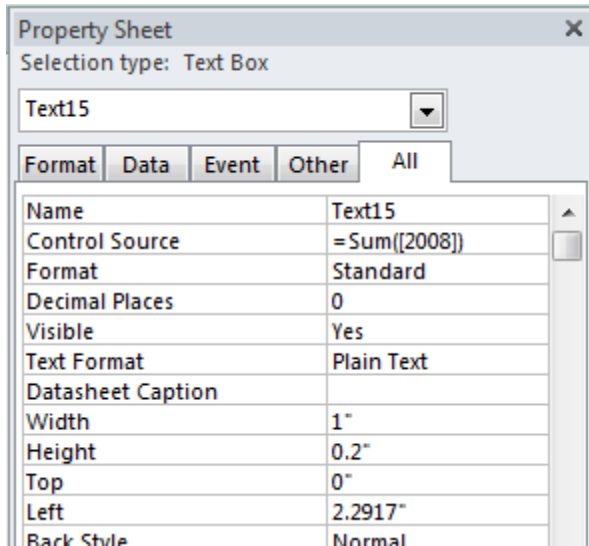 Property Sheet
Selection type: Text Box
Text15
Format Data Event Other All
Name Text15
Control Source =Sum([2008])
Format Standard
Decimal Places 0
Visible Yes
Text Format Plain Text
Datasheet Caption
Width 1"
Height 0.2"
Top 0"
Left 2.2917"
Back Style Normal